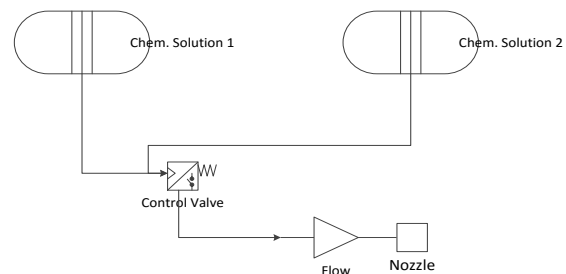 Chem. Solution 1
Chem. Solution 2
Control Valve
Flow
Nozzle